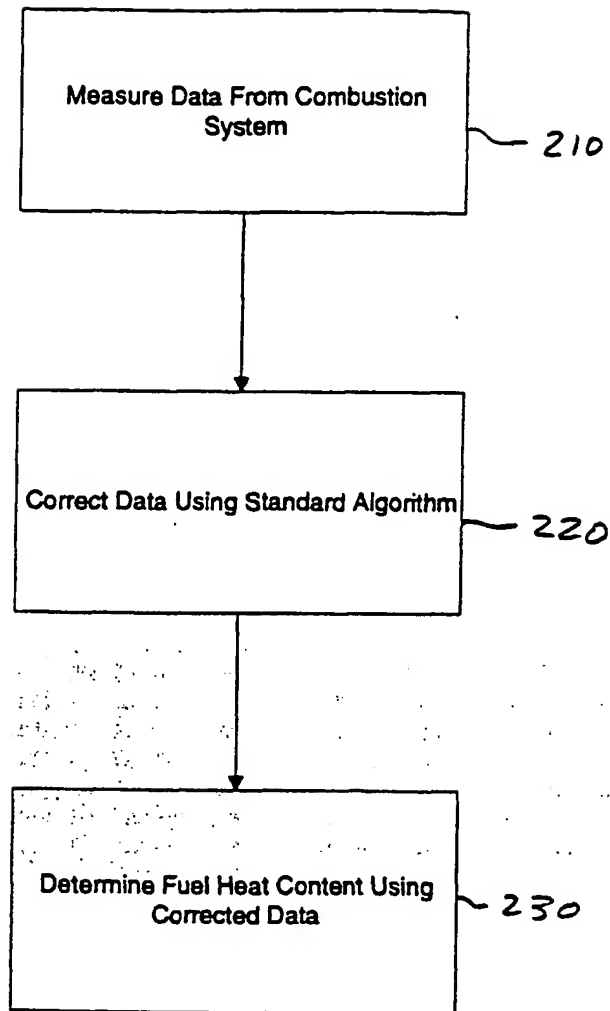 Measure Data From Combustion
System
210
Correct Data Using Standard Algorithm
220
Determine Fuel Heat Content Using
Corrected Data
230